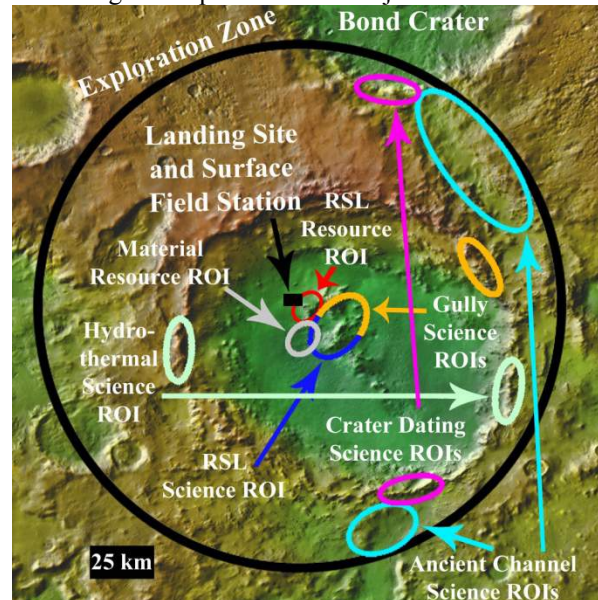 Bond Crater
Exploration Zone
Landing Site
and Surface
Field Station
RSL
Resource
ROI
Material
Resource ROI
Hydro-
thermal
Science
ROI
Gully
Science
ROIs
Crater Dating
Science ROIs
RSL
Science ROI
25 km
Ancient Channel
Science ROIs